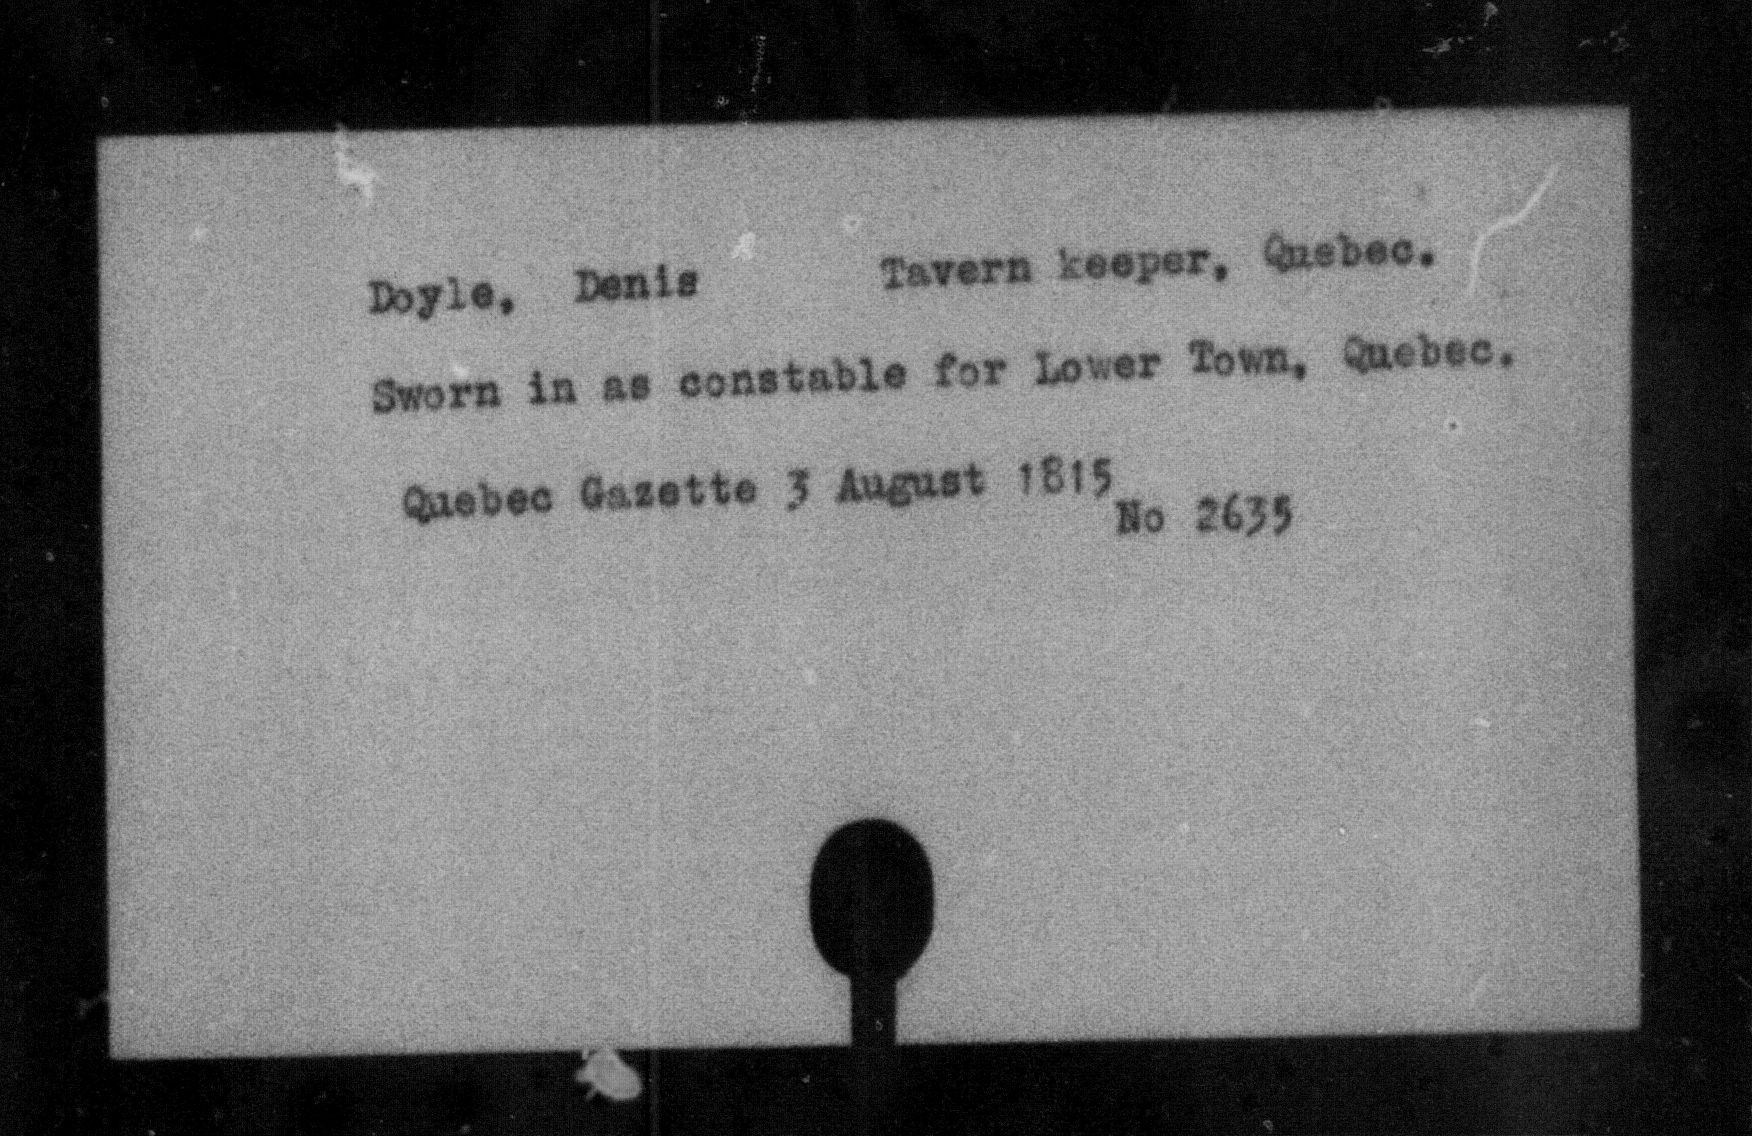 Doyle, Denis Tavern keeper, Quebec.
Sworn in as constable for Lower Town, Quebec.
Quebec Gazette 3 August 1815
No 2635